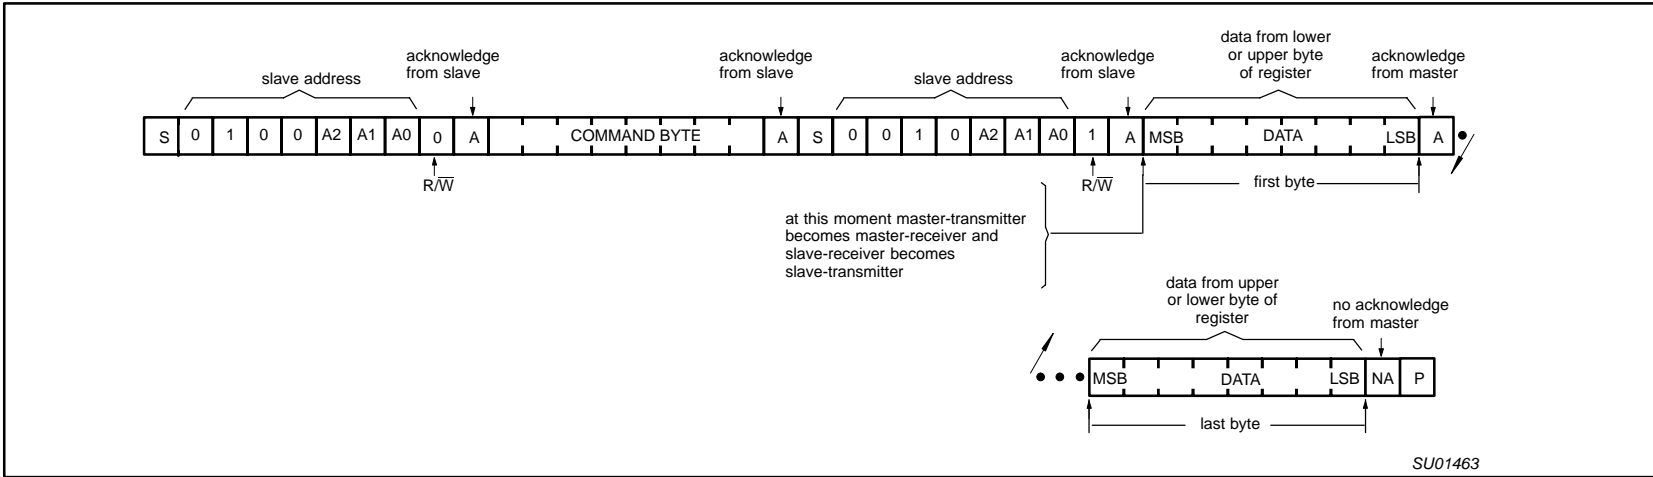 slave address
acknowledge
from slave
acknowledge
from slave
slave address
acknowledge
from slave
data from lower
or upper byte
of register
acknowledge
from master
S 0 1 0 0 A2 A1 A0 0 A COMMAND BYTE A S 0 0 1 0 A2 A1 A0 1 A MSB DATA LSB A
R/W̅
R/W̅
first byte
at this moment master-transmitter
becomes master-receiver and
slave-receiver becomes
slave-transmitter
data from upper
or lower byte of
register
no acknowledge
from master
MSB DATA LSB NA P
last byte
SU01463